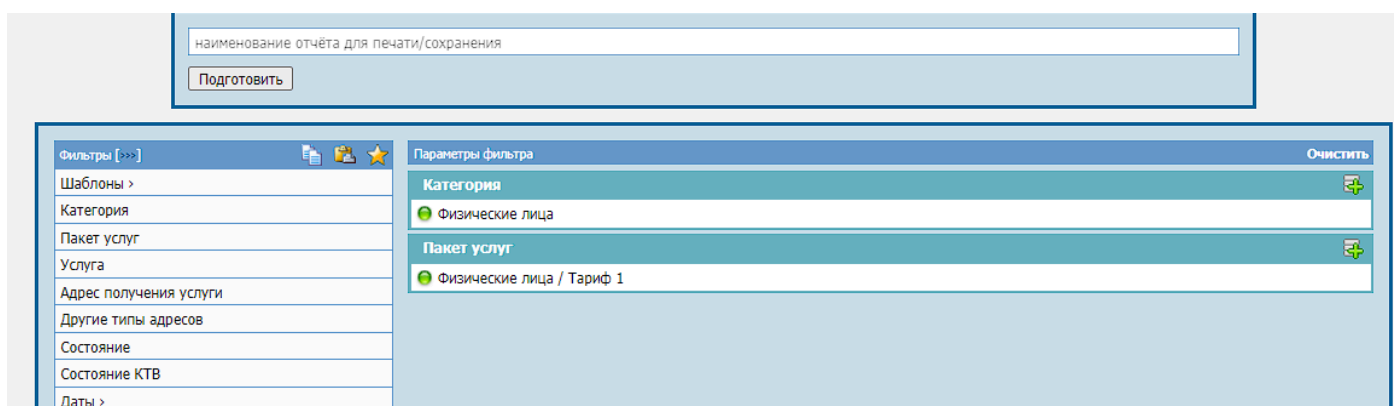 наименование отчёта для печати/сохранения
Подготовить
Фильтры [>>>]
Шаблоны >
Категория
Пакет услуг
Услуга
Адрес получения услуги
Другие типы адресов
Состояние
Состояние КТВ
Даты >
Параметры фильтра
Очистить
Категория
Физические лица
Пакет услуг
Физические лица / Тариф 1